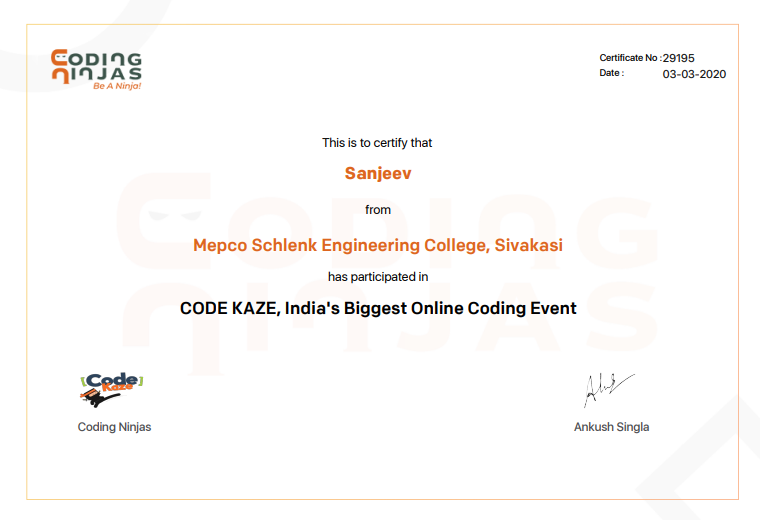 CODING
NINJAS
Be A Ninja!
Certificate No :29195
Date : 03-03-2020
This is to certify that
Sanjeev
from
Mepco Schlenk Engineering College, Sivakasi
has participated in
CODE KAZE, India's Biggest Online Coding Event
CODING
NINJAS
[Code]
Kaze
Coding Ninjas
Ankush Singla